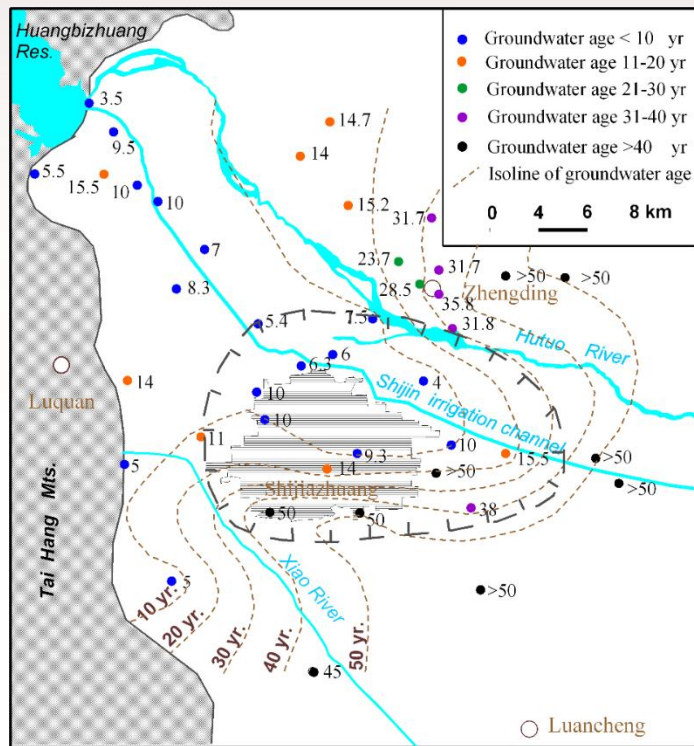 Huangbizhuang
Res.
Groundwater age < 10 yr
Groundwater age 11-20 yr
Groundwater age 21-30 yr
Groundwater age 31-40 yr
Groundwater age >40 yr
Isoline of groundwater age
0 4 6 8 km
3.5
9.5
5.5
15.5
10
10
14.7
14
15.2
31.7
7
23.7
31.7
>50
>50
8.3
28.5
35.8
Zhengding
5.4
7.5
31.8
Hutuo River
6.3
6
4
Shijin irrigation channel
Luquan
14
10
10
11
9.3
10
15.5
>50
5
14
>50
>50
Shijiazhuang
50
50
38
Tai Hang Mts.
Xiao River
5
>50
10 yr.
20 yr.
30 yr.
40 yr.
50 yr.
45
Luancheng